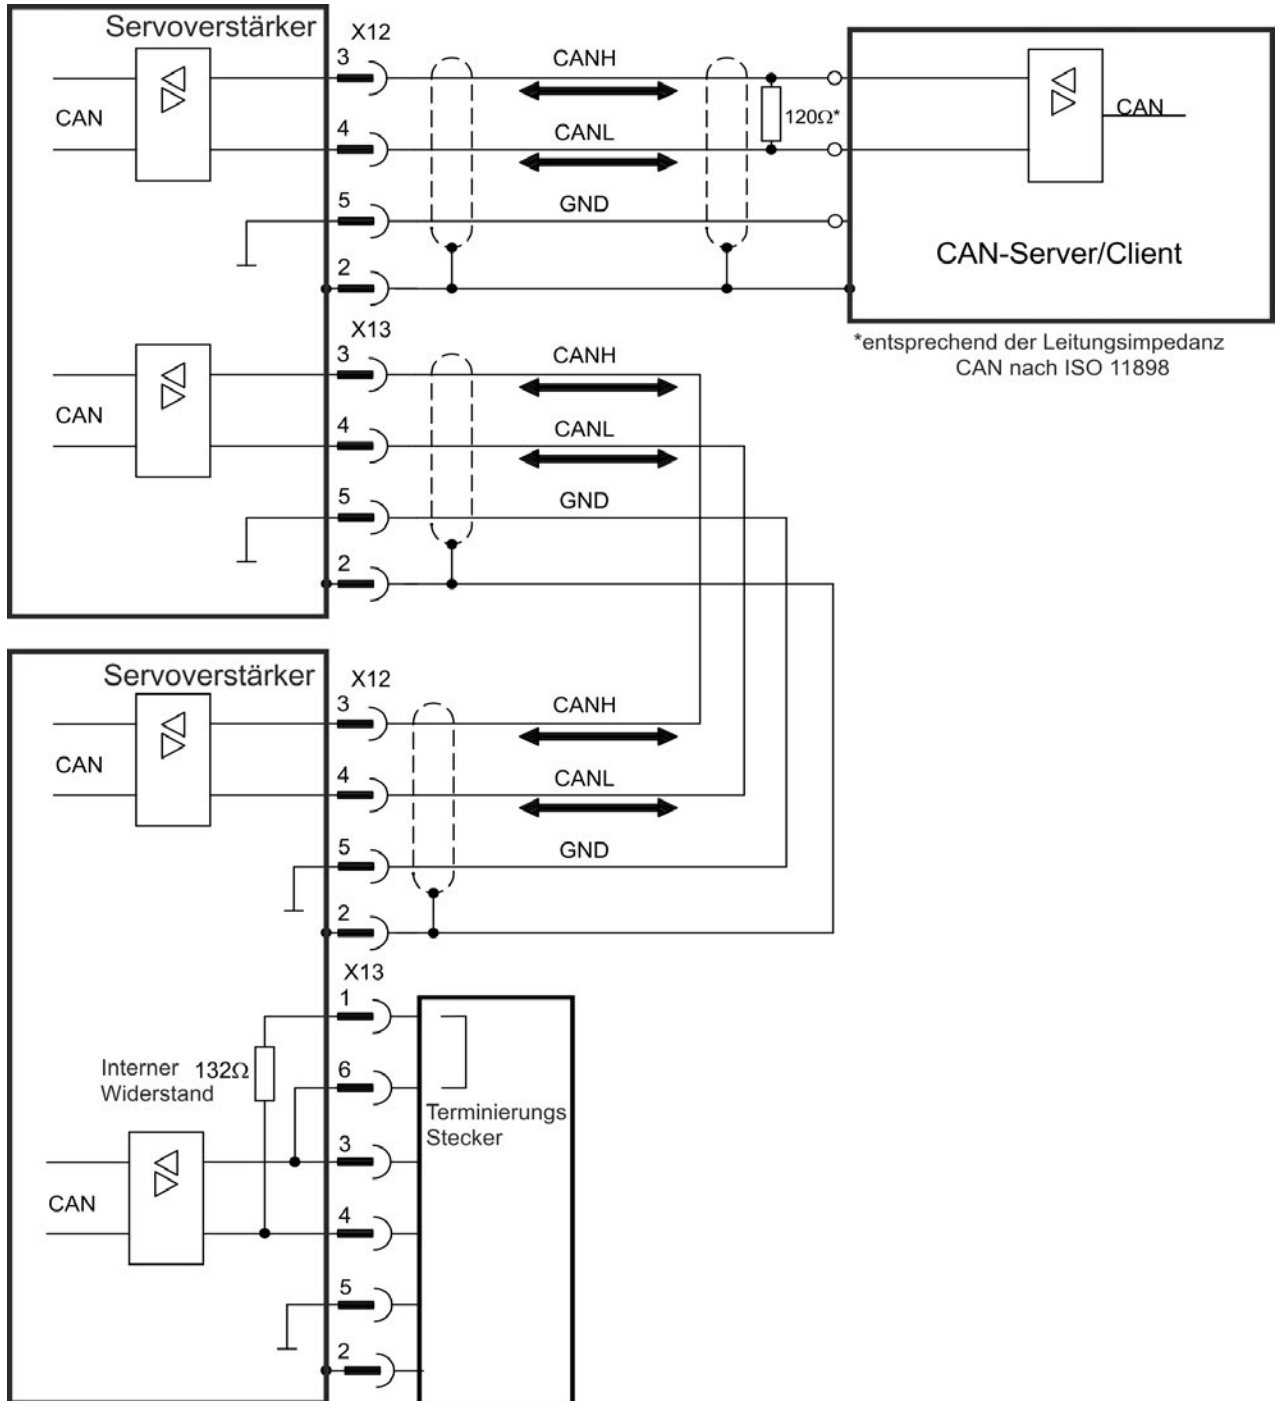 Servoverstärker
X12
3
CANH
CAN
120Ω*
CAN
4
CANL
5
GND
CAN-Server/Client
2
X13
*entsprechend der Leitungsimpedanz
CAN nach ISO 11898
3
CANH
CAN
4
CANL
5
GND
2
Servoverstärker
X12
3
CANH
CAN
4
CANL
5
GND
2
X13
1
Interner 132Ω
Widerstand
6
Terminierungs
Stecker
3
CAN
4
5
2